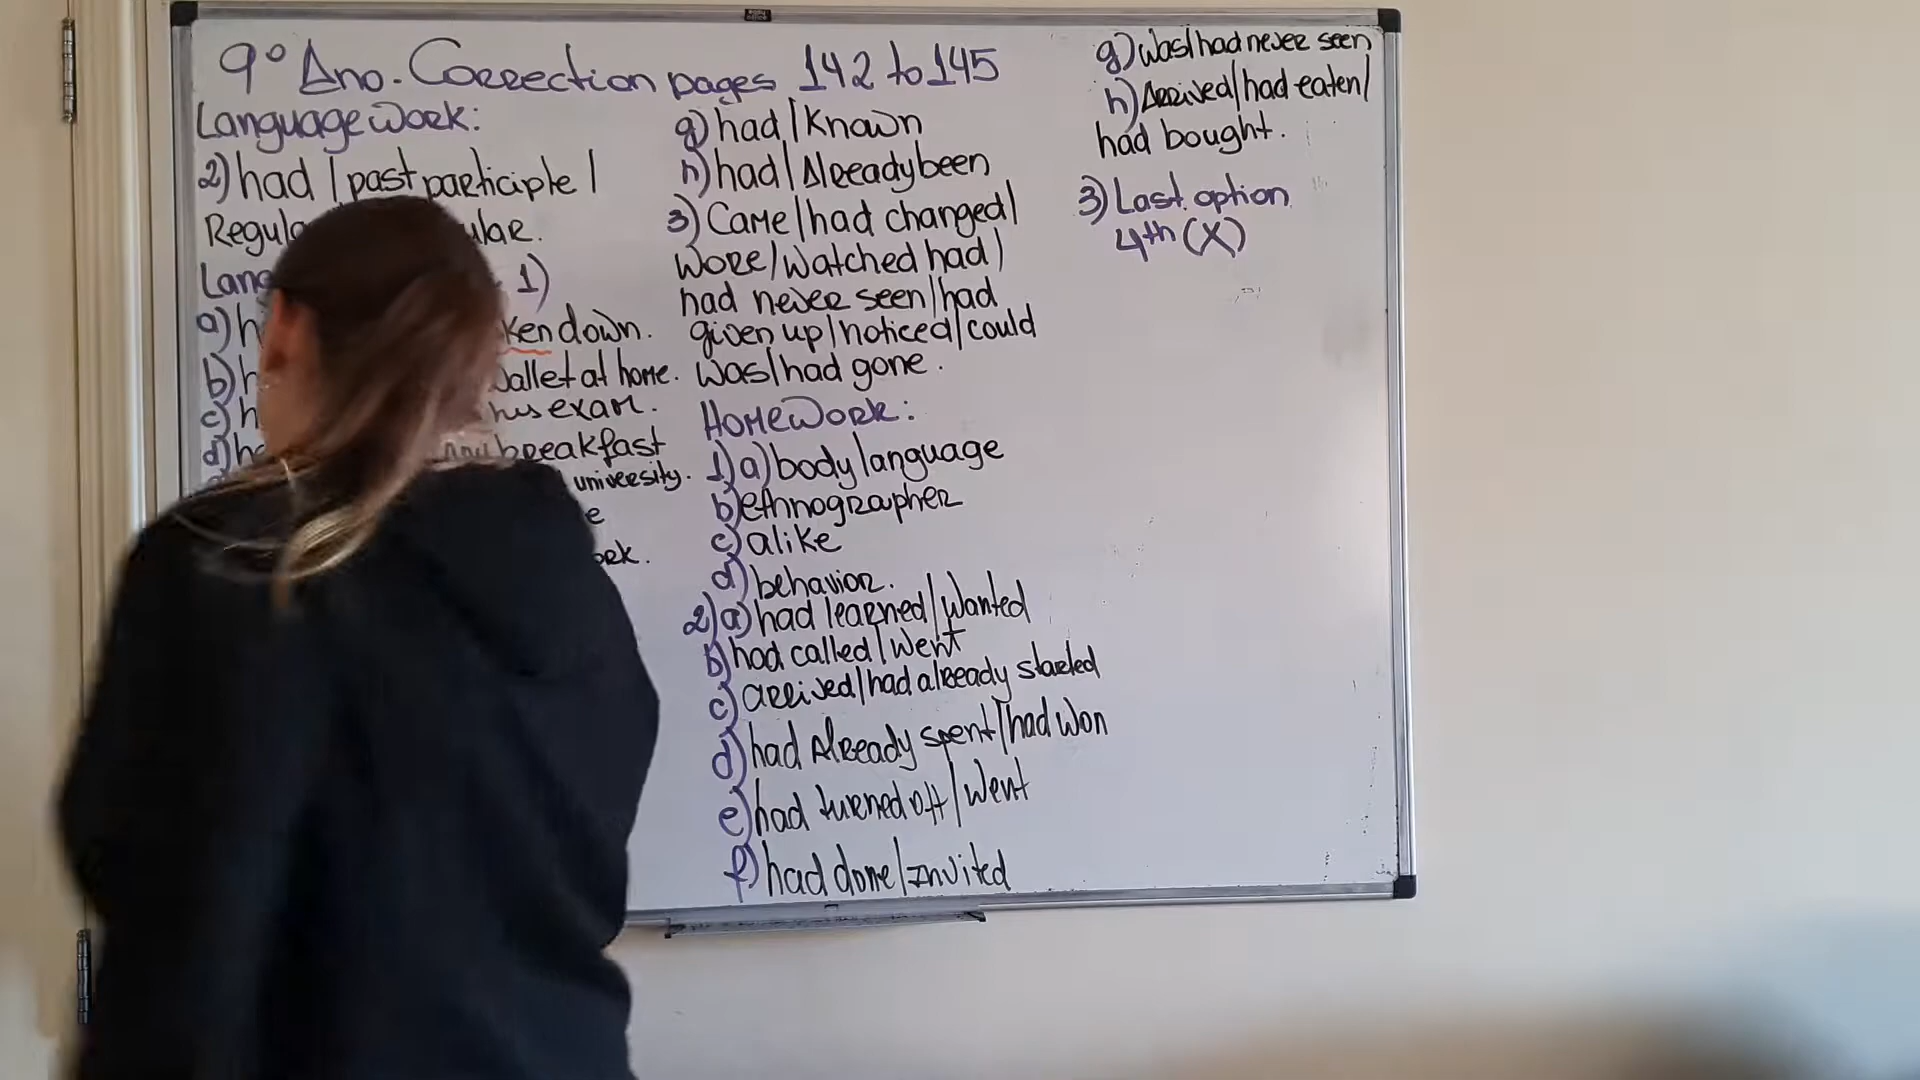 9º Ano. Correction pages 142 to 145
Language Work:
2) had / past participle /
Regula ular.
Lang 1)
a) h ken down.
b) h wallet at home.
c) h his exam.
d) ha my breakfast
university.
e
ek.
g) had / Known
h) had / Already been
3) Came / had changed /
wore / watched had /
had never seen / had
given up / noticed / could
was / had gone.
Homework:
1) a) body language
b) ethnographer
c) alike
d) behavior.
2) a) had learned / wanted
b) had called / went
c) arrived / had already started
d) had Already spent / had won
e) had turned off / went
f) had done / Invited
g) was / had never seen
h) Arrived / had eaten /
had bought.
3) Last option
4th (X)